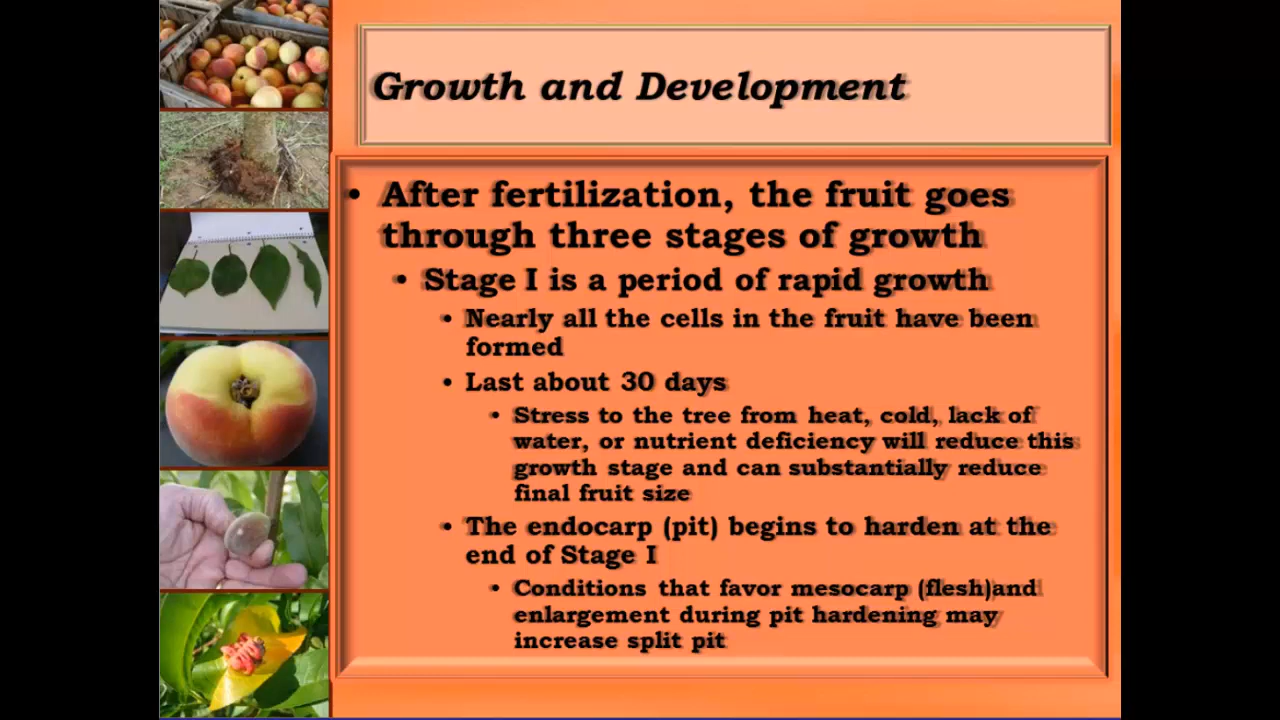 Growth and Development
• After fertilization, the fruit goes
through three stages of growth
• Stage I is a period of rapid growth
• Nearly all the cells in the fruit have been
formed
• Last about 30 days
• Stress to the tree from heat, cold, lack of
water, or nutrient deficiency will reduce this
growth stage and can substantially reduce
final fruit size
• The endocarp (pit) begins to harden at the
end of Stage I
• Conditions that favor mesocarp (flesh)and
enlargement during pit hardening may
increase split pit